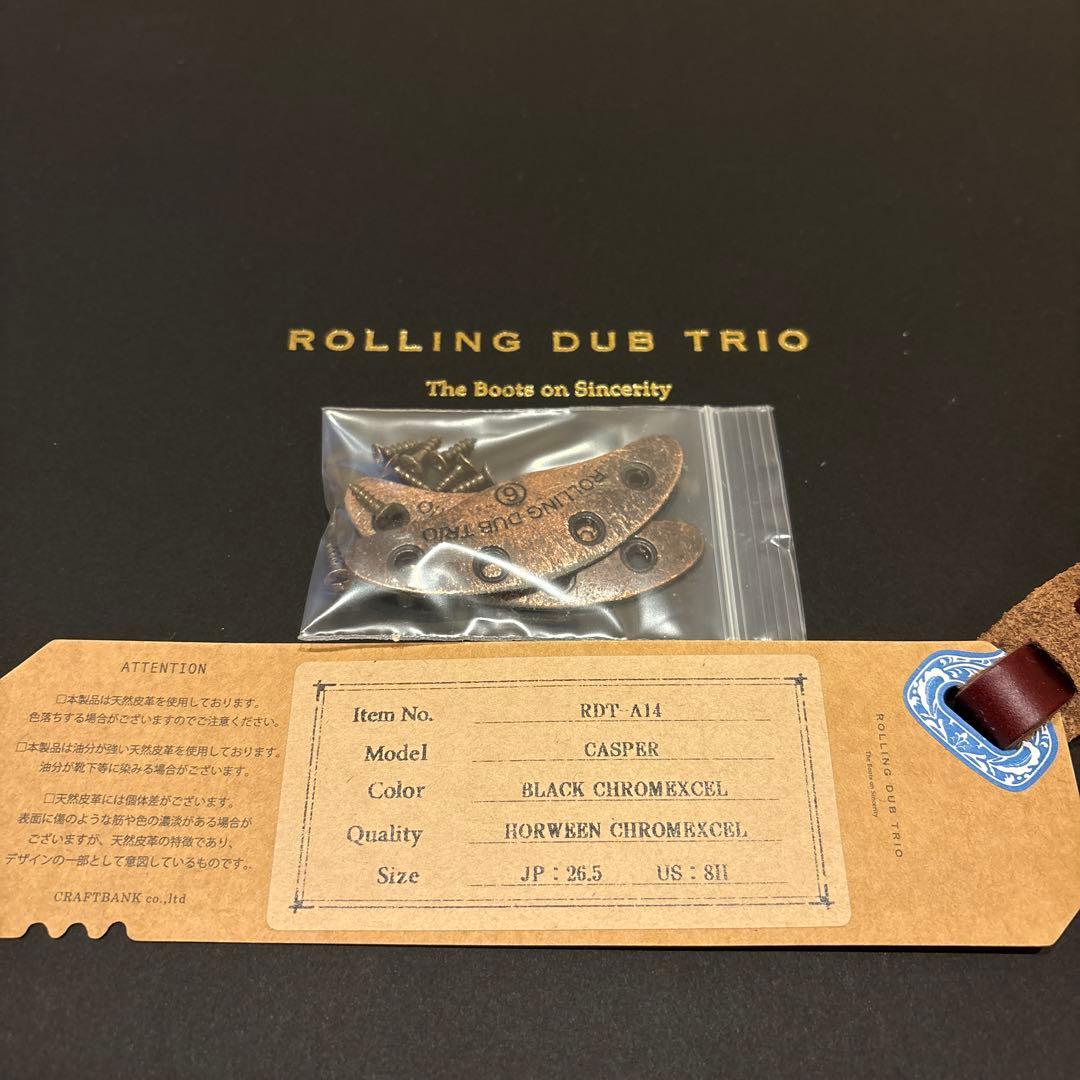 ROLLING DUB TRIO
The Boots on Sincerity
ROLLING DUB TRIO
6
ROLLING DUB TRIO
ATTENTION
□本製品は天然皮革を使用しております。
色落ちする場合がございますのでご注意ください。
□本製品は油分が強い天然皮革を使用しております。
油分が靴下等に染みる場合がございます。
□天然皮革には個体差がございます。
表面に傷のような筋や色の濃淡がある場合が
ございますが、天然皮革の特徴であり、
デザインの一部として意図しているものです。
CRAFTBANK co.,ltd
Item No. RDT-A14
Model CASPER
Color BLACK CHROMEXCEL
Quality HORWEEN CHROMEXCEL
Size JP : 26.5 US : 8H
ROLLING DUB TRIO
The Boots on Sincerity